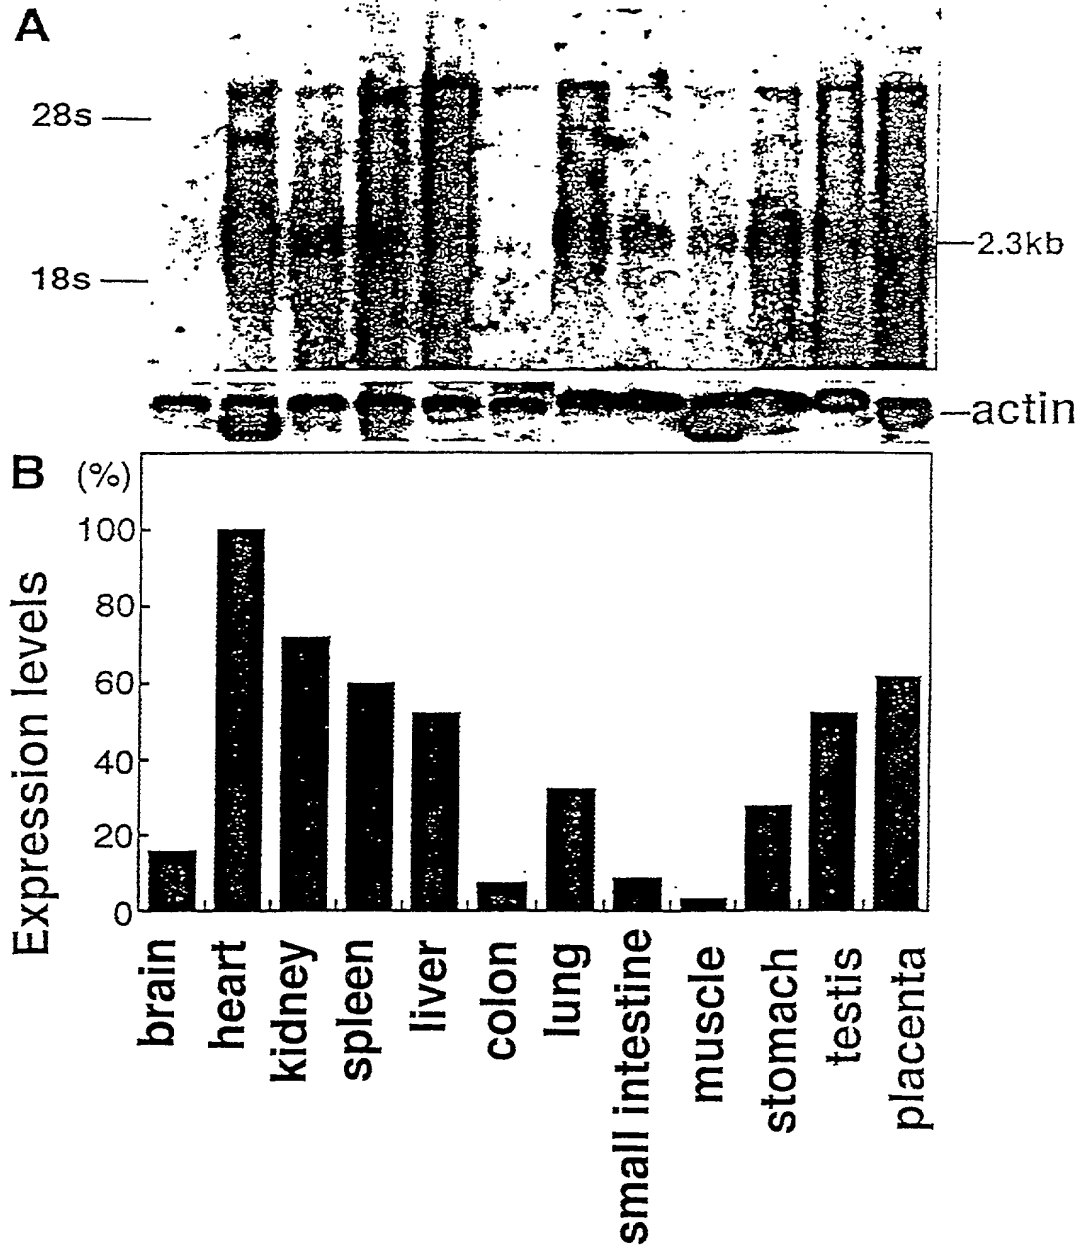 A
28s
18s
2.3kb
actin
B
(%)
100
80
60
40
20
0
Expression levels
brain
heart
kidney
spleen
liver
colon
lung
small intestine
muscle
stomach
testis
placenta